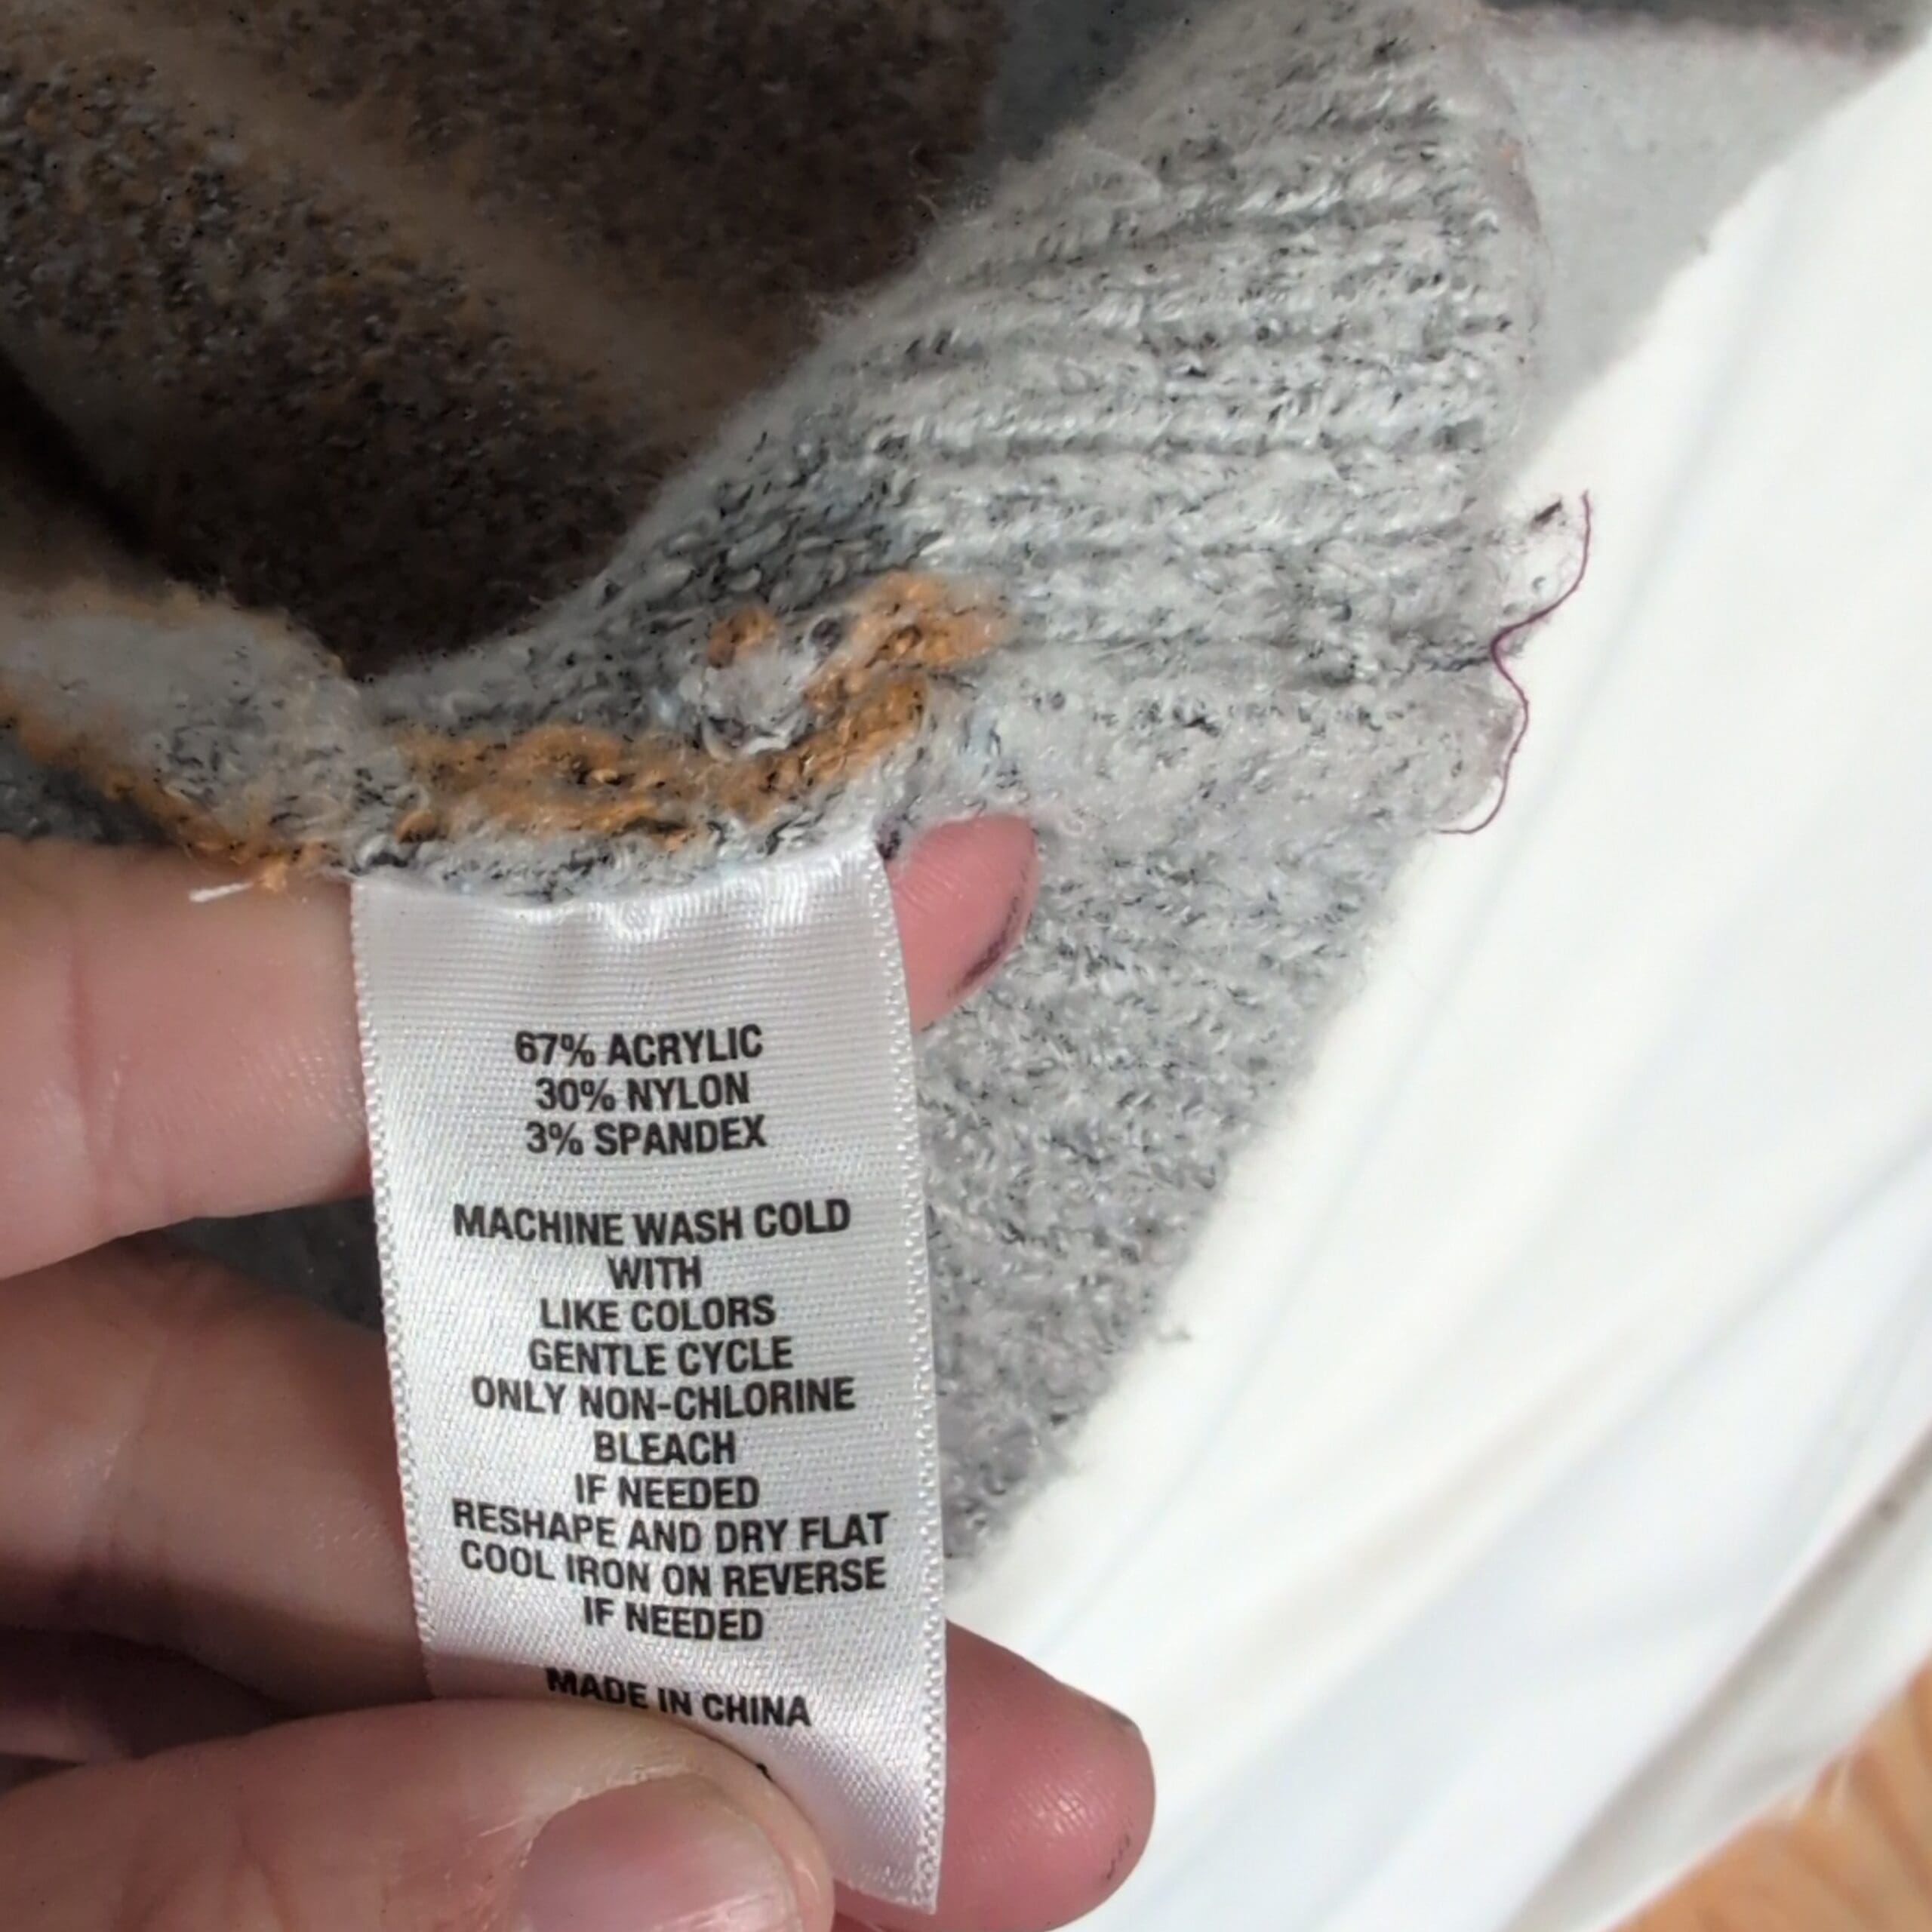 67% ACRYLIC
30% NYLON
3% SPANDEX
MACHINE WASH COLD
WITH
LIKE COLORS
GENTLE CYCLE
ONLY NON-CHLORINE
BLEACH
IF NEEDED
RESHAPE AND DRY FLAT
COOL IRON ON REVERSE
IF NEEDED
MADE IN CHINA